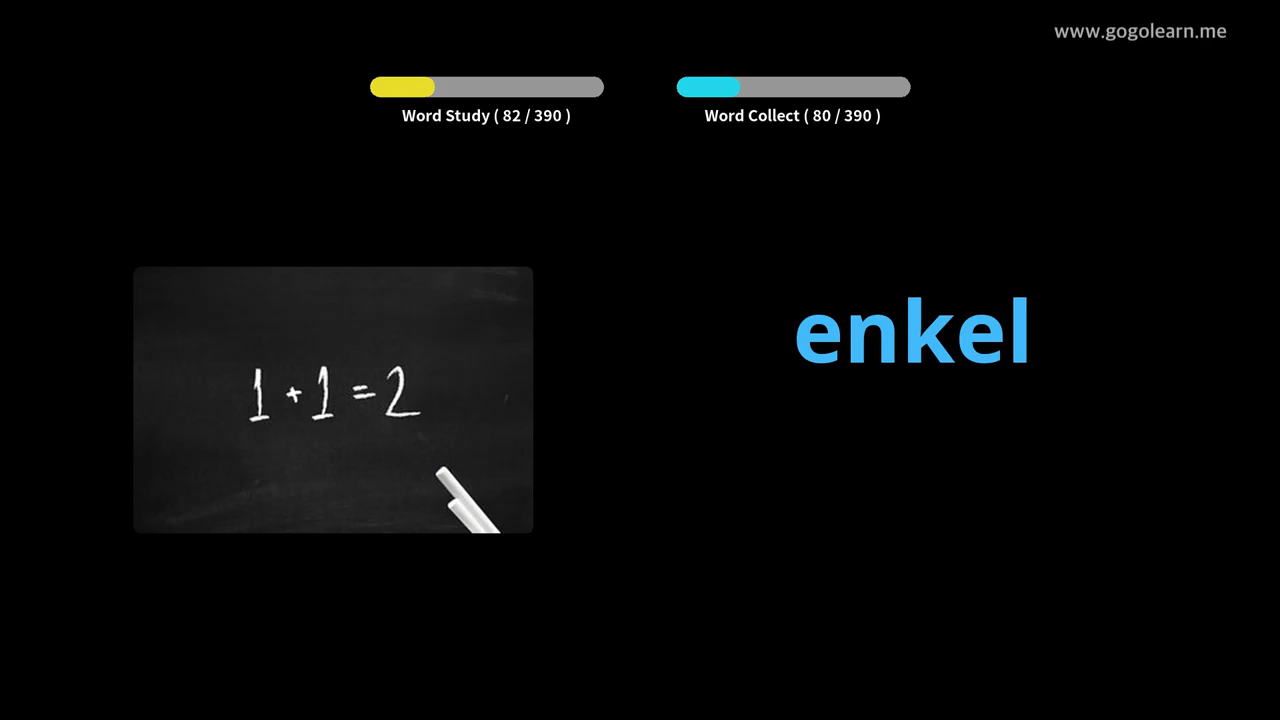 www.gogolearn.me
Word Study ( 82 / 390 )
Word Collect ( 80 / 390 )
enkel
1 + 1 = 2